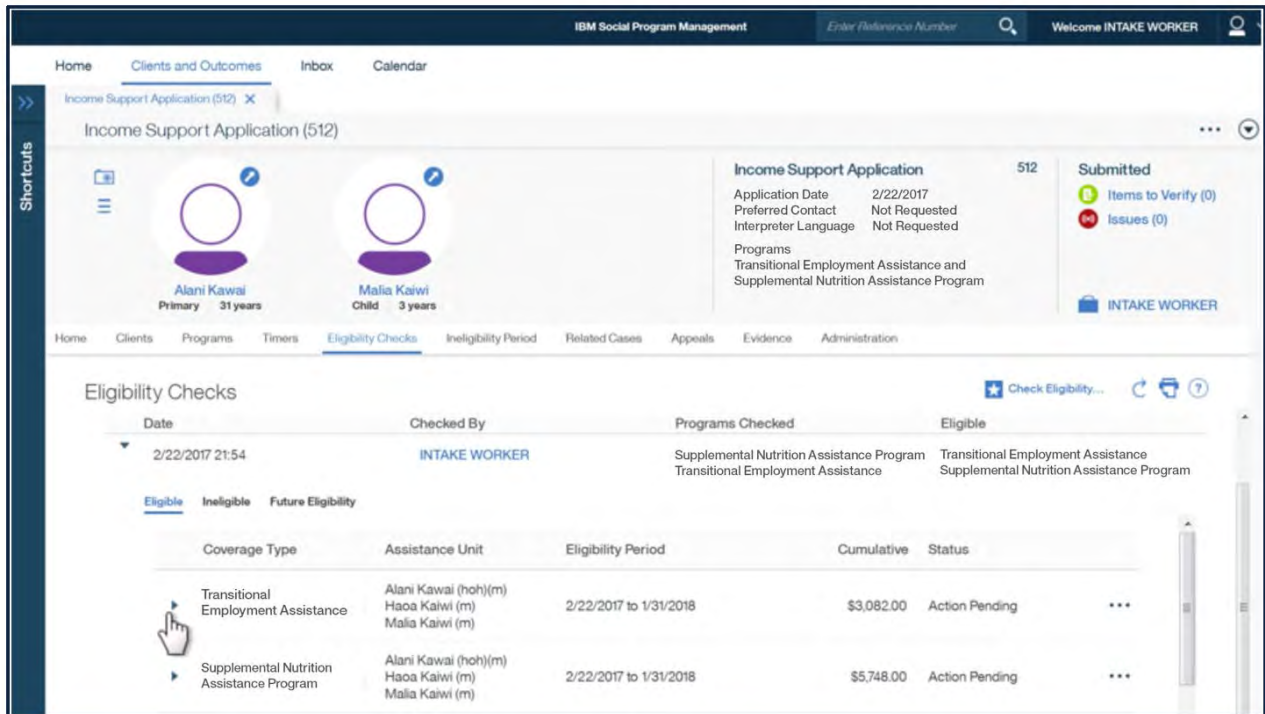 IBM Social Program Management
Enter Reference Number
Welcome INTAKE WORKER
Home Clients and Outcomes Inbox Calendar
Income Support Application (512) X
Shortcuts
Income Support Application (512)
Alani Kawai
Primary 31 years
Malia Kaiwi
Child 3 years
Income Support Application 512
Application Date 2/22/2017
Preferred Contact Not Requested
Interpreter Language Not Requested
Programs
Transitional Employment Assistance and
Supplemental Nutrition Assistance Program
Submitted
Items to Verify (0)
Issues (0)
INTAKE WORKER
Home Clients Programs Timers Eligibility Checks Ineligibility Period Related Cases Appeals Evidence Administration
Eligibility Checks
Check Eligibility...
Date Checked By Programs Checked Eligible
2/22/2017 21:54 INTAKE WORKER Supplemental Nutrition Assistance Program Transitional Employment Assistance
Transitional Employment Assistance Supplemental Nutrition Assistance Program
Eligible Ineligible Future Eligibility
Coverage Type Assistance Unit Eligibility Period Cumulative Status
Transitional
Employment Assistance
Alani Kawai (hoh)(m)
Haoa Kaiwi (m)
Malia Kaiwi (m)
2/22/2017 to 1/31/2018 $3,082.00 Action Pending
Supplemental Nutrition
Assistance Program
Alani Kawai (hoh)(m)
Haoa Kaiwi (m)
Malia Kaiwi (m)
2/22/2017 to 1/31/2018 $5,748.00 Action Pending